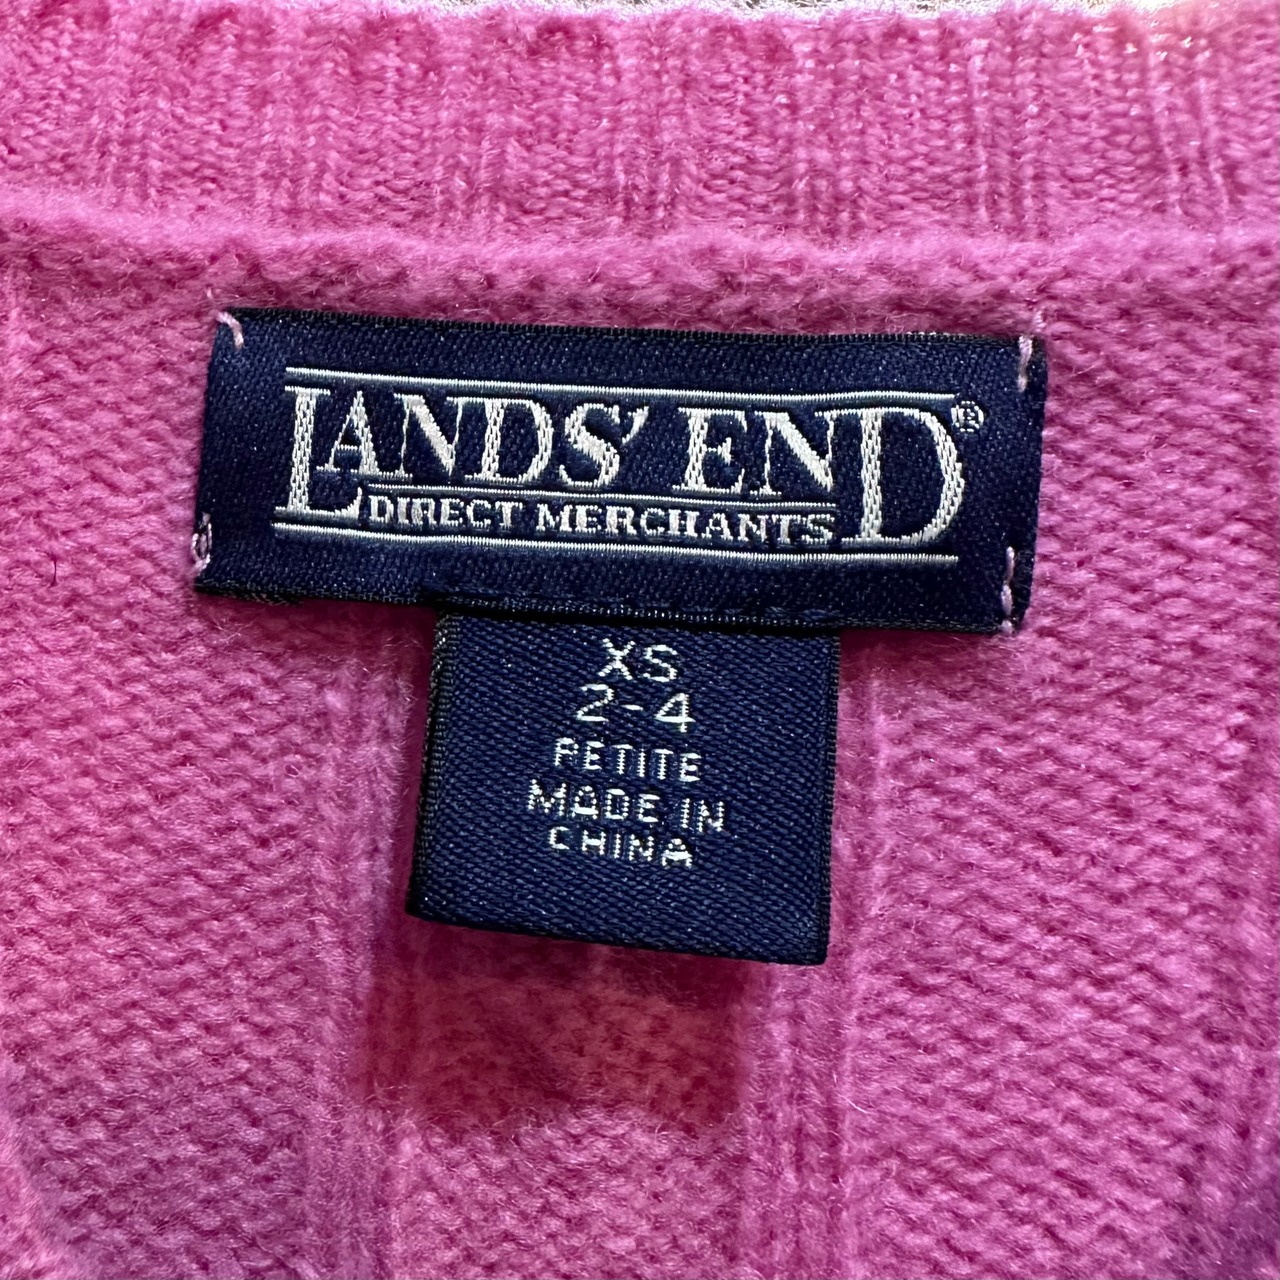 LANDS' END®
DIRECT MERCHANTS
XS
2-4
PETITE
MADE IN
CHINA